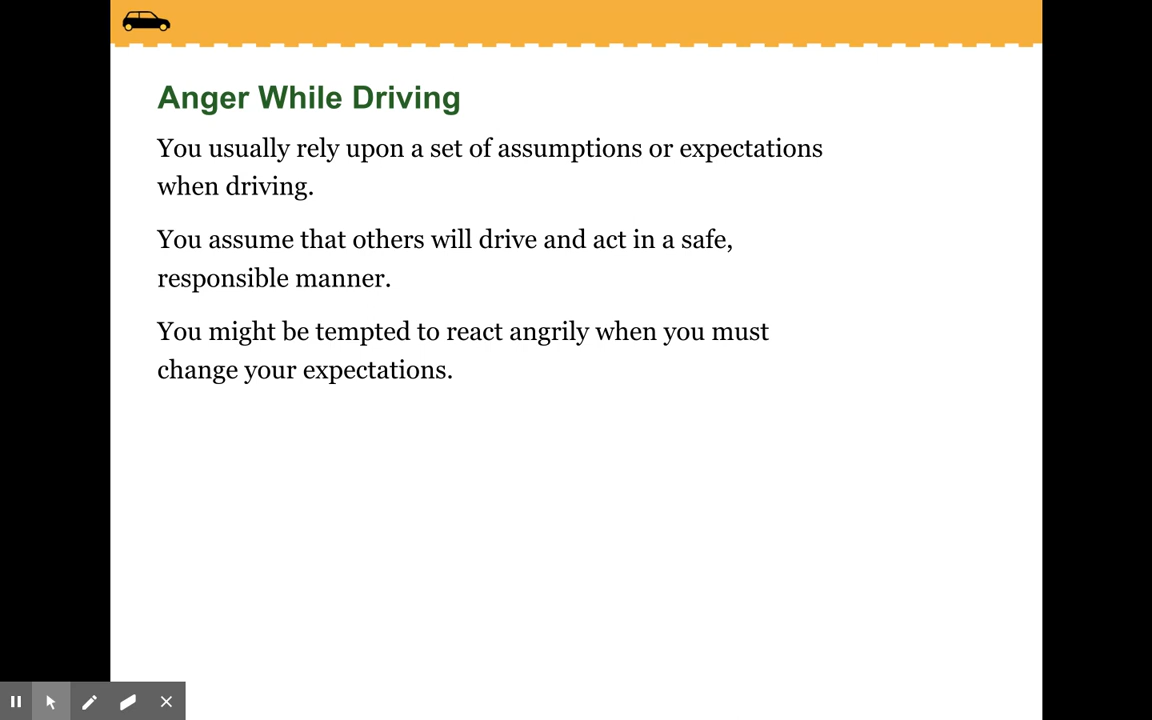 Anger While Driving
You usually rely upon a set of assumptions or expectations
when driving.
You assume that others will drive and act in a safe,
responsible manner.
You might be tempted to react angrily when you must
change your expectations.